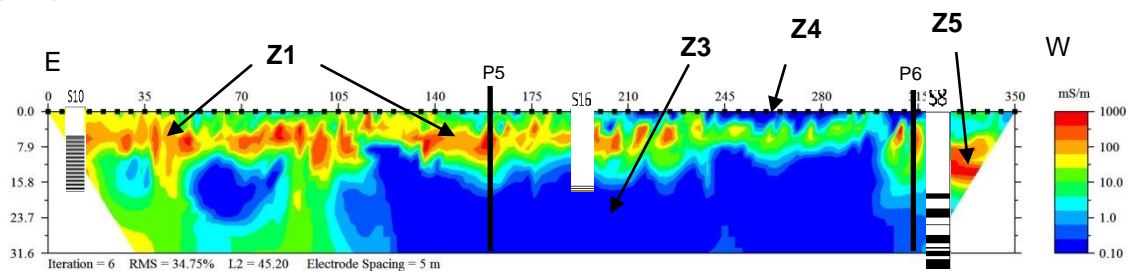 E Z1 Z3 Z4 Z5 W
P5 P6
0 S10 35 70 105 140 175 S16 210 245 280 31 S8 350 mS/m
0.0 1000
7.9 100
15.8 10.0
23.7 1.0
31.6 0.10
Iteration = 6 RMS = 34.75% L2 = 45.20 Electrode Spacing = 5 m